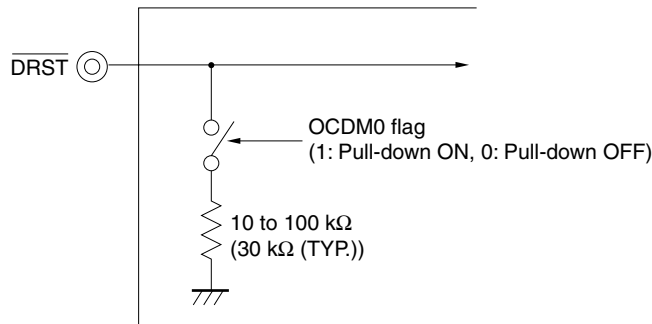 DRST
OCDM0 flag
(1: Pull-down ON, 0: Pull-down OFF)
10 to 100 kΩ
(30 kΩ (TYP.))